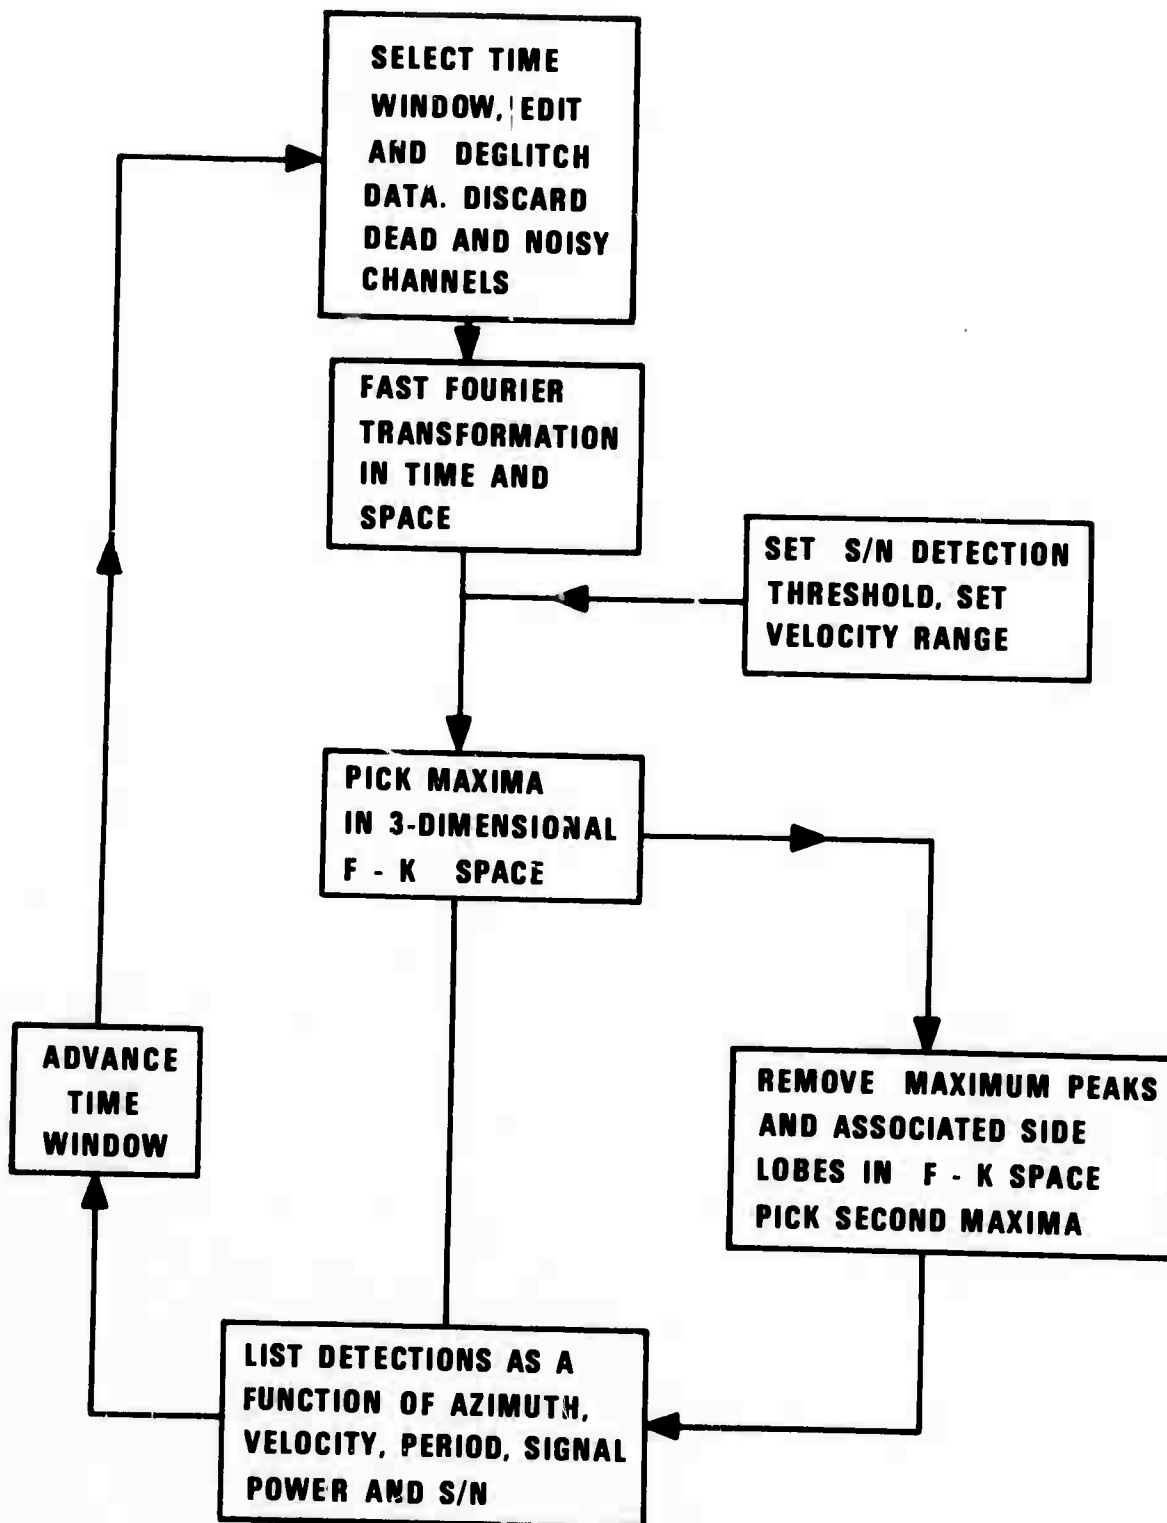 SELECT TIME
WINDOW, EDIT
AND DEGLITCH
DATA. DISCARD
DEAD AND NOISY
CHANNELS
FAST FOURIER
TRANSFORMATION
IN TIME AND
SPACE
SET S/N DETECTION
THRESHOLD, SET
VELOCITY RANGE
PICK MAXIMA
IN 3-DIMENSIONAL
F - K SPACE
ADVANCE
TIME
WINDOW
REMOVE MAXIMUM PEAKS
AND ASSOCIATED SIDE
LOBES IN F - K SPACE
PICK SECOND MAXIMA
LIST DETECTIONS AS A
FUNCTION OF AZIMUTH,
VELOCITY, PERIOD, SIGNAL
POWER AND S/N